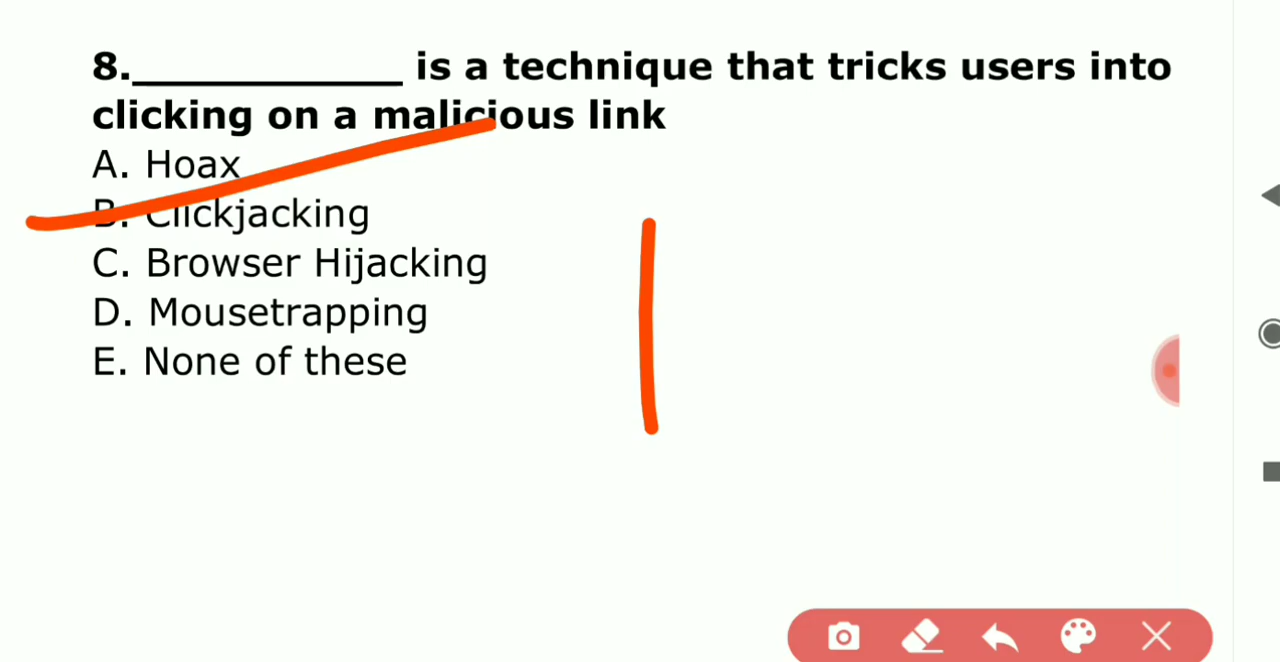 8.____________ is a technique that tricks users into
clicking on a malicious link
A. Hoax
B. Clickjacking
C. Browser Hijacking
D. Mousetrapping
E. None of these